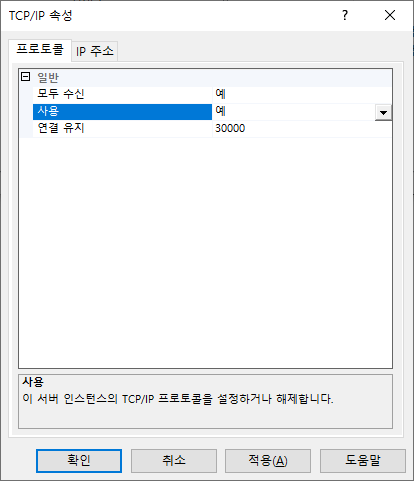 TCP/IP 속성
프로토콜 IP 주소
일반
모두 수신 예
사용 예
연결 유지 30000
사용
이 서버 인스턴스의 TCP/IP 프로토콜을 설정하거나 해제합니다.
확인 취소 적용(A) 도움말